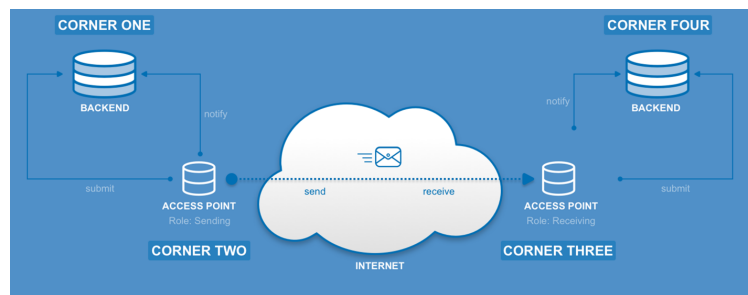 CORNER ONE
CORNER FOUR
BACKEND
BACKEND
notify
notify
submit
send
receive
submit
ACCESS POINT
Role: Sending
ACCESS POINT
Role: Receiving
CORNER TWO
CORNER THREE
INTERNET